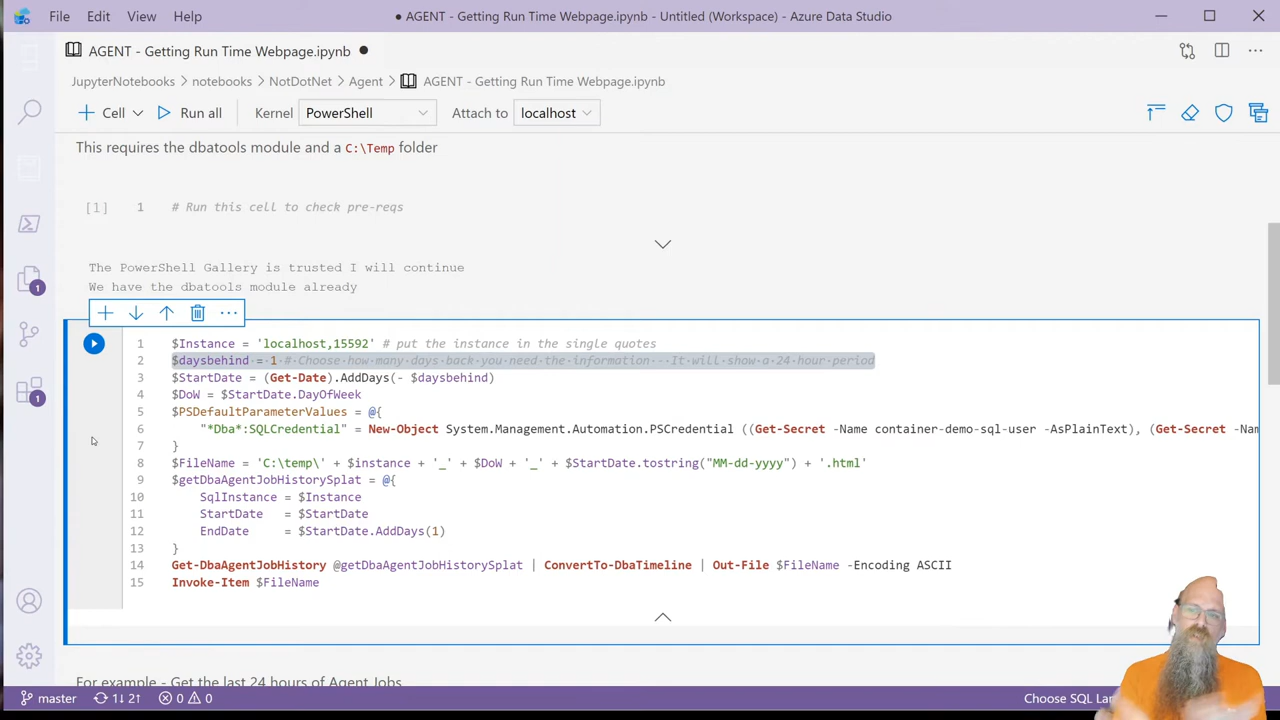 File Edit View Help
● AGENT - Getting Run Time Webpage.ipynb - Untitled (Workspace) - Azure Data Studio
AGENT - Getting Run Time Webpage.ipynb ●
JupyterNotebooks > notebooks > NotDotNet > Agent > AGENT - Getting Run Time Webpage.ipynb
Cell Run all Kernel PowerShell Attach to localhost
This requires the dbatools module and a C:\Temp folder
[1] 1 # Run this cell to check pre-reqs
The PowerShell Gallery is trusted I will continue
We have the dbatools module already
1 $Instance = 'localhost,15592' # put the instance in the single quotes
2 $daysbehind = 1 # Choose how many days back you need the information - It will show a 24 hour period
3 $StartDate = (Get-Date).AddDays(- $daysbehind)
4 $DoW = $StartDate.DayOfWeek
5 $PSDefaultParameterValues = @{
6 "*Dba*:SQLCredential" = New-Object System.Management.Automation.PSCredential ((Get-Secret -Name container-demo-sql-user -AsPlainText), (Get-Secret -Nam
7 }
8 $FileName = 'C:\temp\' + $instance + '_' + $DoW + '_' + $StartDate.tostring("MM-dd-yyyy") + '.html'
9 $getDbaAgentJobHistorySplat = @{
10 SqlInstance = $Instance
11 StartDate = $StartDate
12 EndDate = $StartDate.AddDays(1)
13 }
14 Get-DbaAgentJobHistory @getDbaAgentJobHistorySplat | ConvertTo-DbaTimeline | Out-File $FileName -Encoding ASCII
15 Invoke-Item $FileName
For example - Get the last 24 hours of Agent Jobs
1
1
master 1↓ 2↑ 0 0
Choose SQL Lan